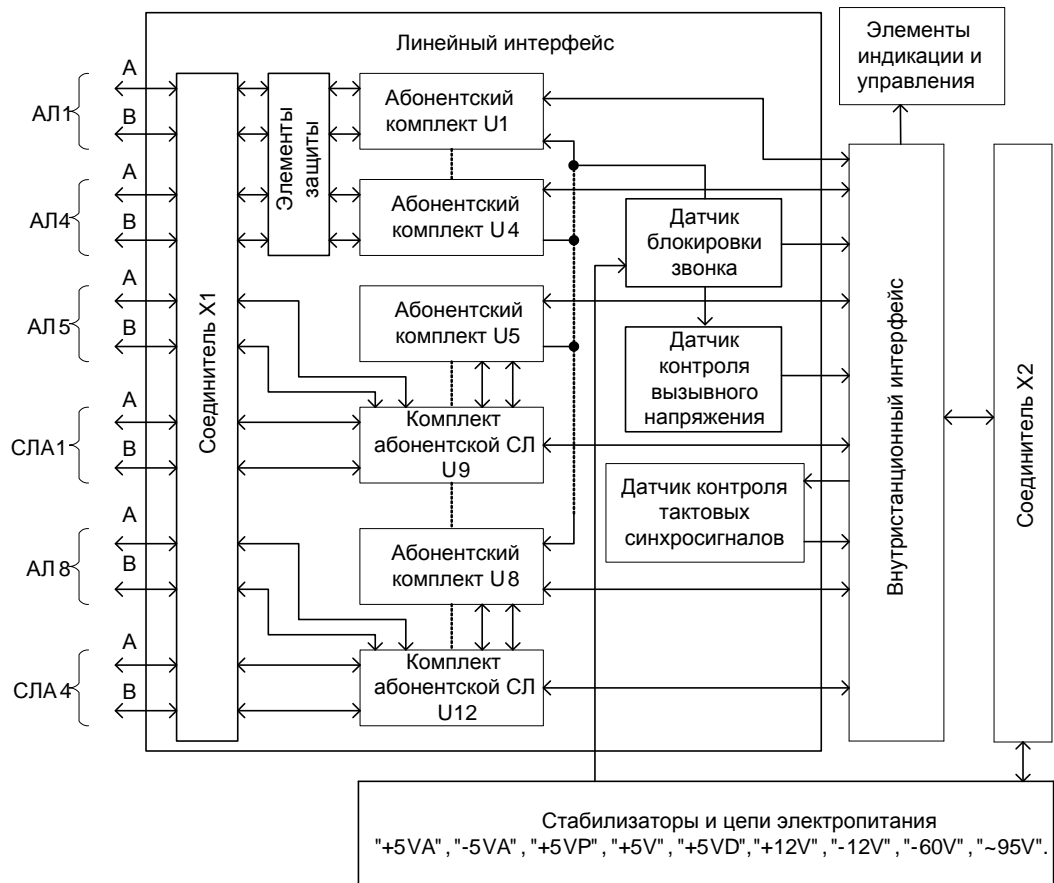 Линейный интерфейс
Элементы
индикации и
управления
АЛ1
А
В
АЛ4
А
В
АЛ5
А
В
СЛА1
А
В
АЛ8
А
В
СЛА4
А
В
Соединитель X1
Элементы
защиты
Абонентский
комплект U1
Абонентский
комплект U4
Абонентский
комплект U5
Комплект
абонентской СЛ
U9
Абонентский
комплект U8
Комплект
абонентской СЛ
U12
Датчик
блокировки
звонка
Датчик
контроля
вызывного
напряжения
Датчик контроля
тактовых
синхросигналов
Внутристанционный интерфейс
Соединитель X2
Стабилизаторы и цепи электропитания
"+5VA", "-5VA", "+5VP", "+5V", "+5VD","+12V","-12V","-60V","~95V".